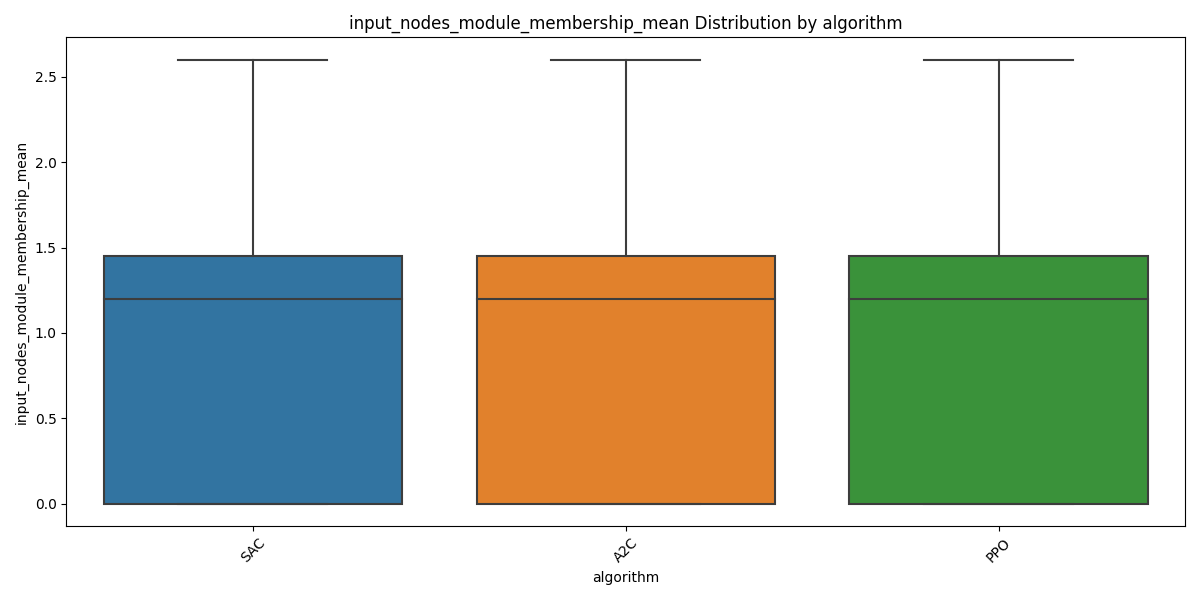 input_nodes_module_membership_mean Distribution by algorithm
input_nodes_module_membership_mean
2.5
2.0
1.5
1.0
0.5
0.0
SAC
A2C
PPO
algorithm